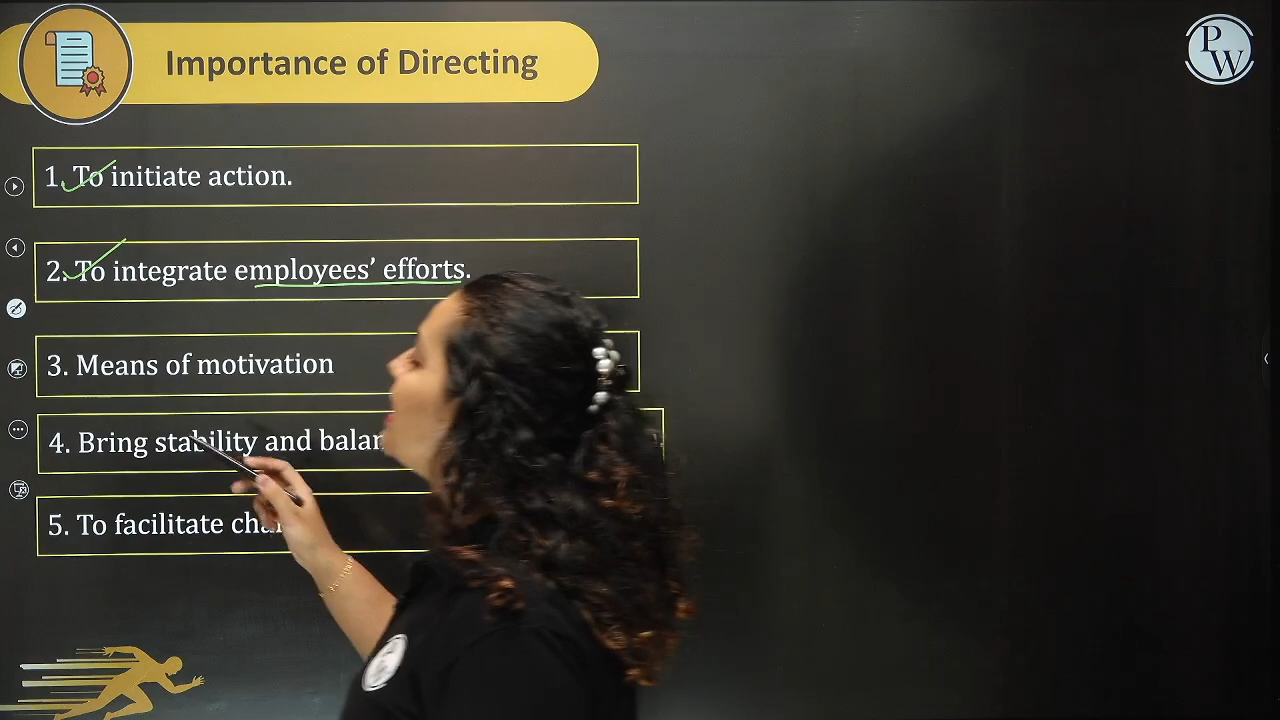 Importance of Directing
PW
1. To initiate action.
2. To integrate employees’ efforts.
3. Means of motivation
4. Bring stability and
5. To facilitate